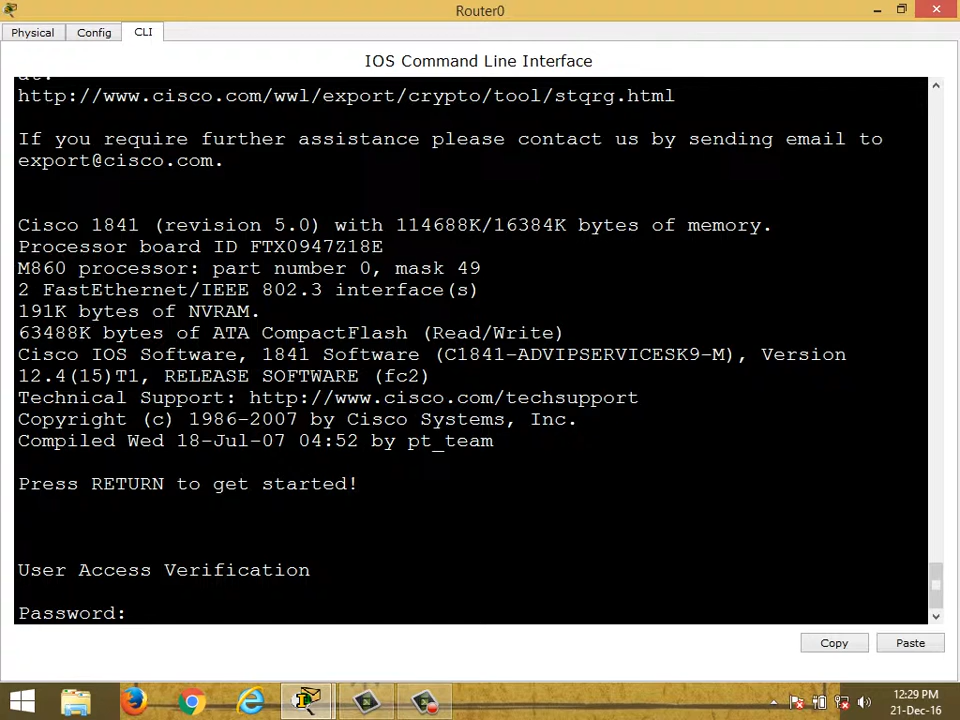 Router0
Physical
Config
CLI
IOS Command Line Interface
at:
http://www.cisco.com/wwl/export/crypto/tool/stqrg.html
If you require further assistance please contact us by sending email to
export@cisco.com.
Cisco 1841 (revision 5.0) with 114688K/16384K bytes of memory.
Processor board ID FTX0947Z18E
M860 processor: part number 0, mask 49
2 FastEthernet/IEEE 802.3 interface(s)
191K bytes of NVRAM.
63488K bytes of ATA CompactFlash (Read/Write)
Cisco IOS Software, 1841 Software (C1841-ADVIPSERVICESK9-M), Version
12.4(15)T1, RELEASE SOFTWARE (fc2)
Technical Support: http://www.cisco.com/techsupport
Copyright (c) 1986-2007 by Cisco Systems, Inc.
Compiled Wed 18-Jul-07 04:52 by pt_team
Press RETURN to get started!
User Access Verification
Password:
Copy
Paste
12:29 PM
21-Dec-16